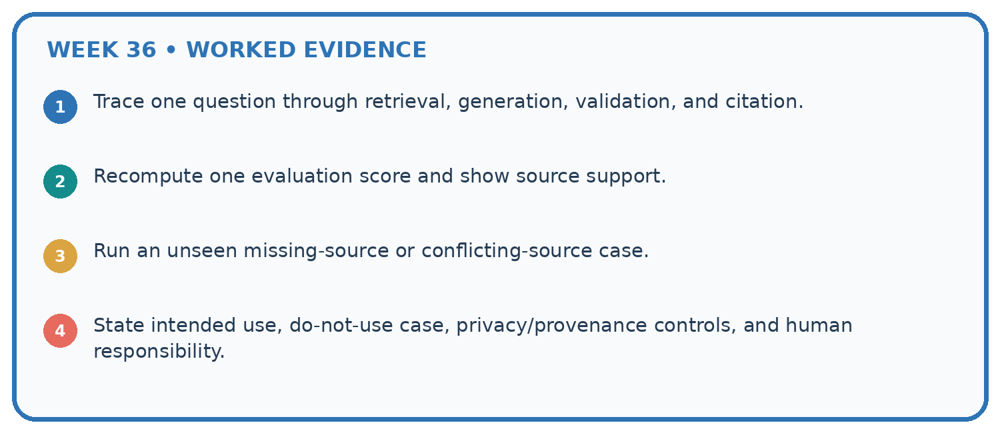 WEEK 36 • WORKED EVIDENCE
1 Trace one question through retrieval, generation, validation, and citation.
2 Recompute one evaluation score and show source support.
3 Run an unseen missing-source or conflicting-source case.
4 State intended use, do-not-use case, privacy/provenance controls, and human
responsibility.